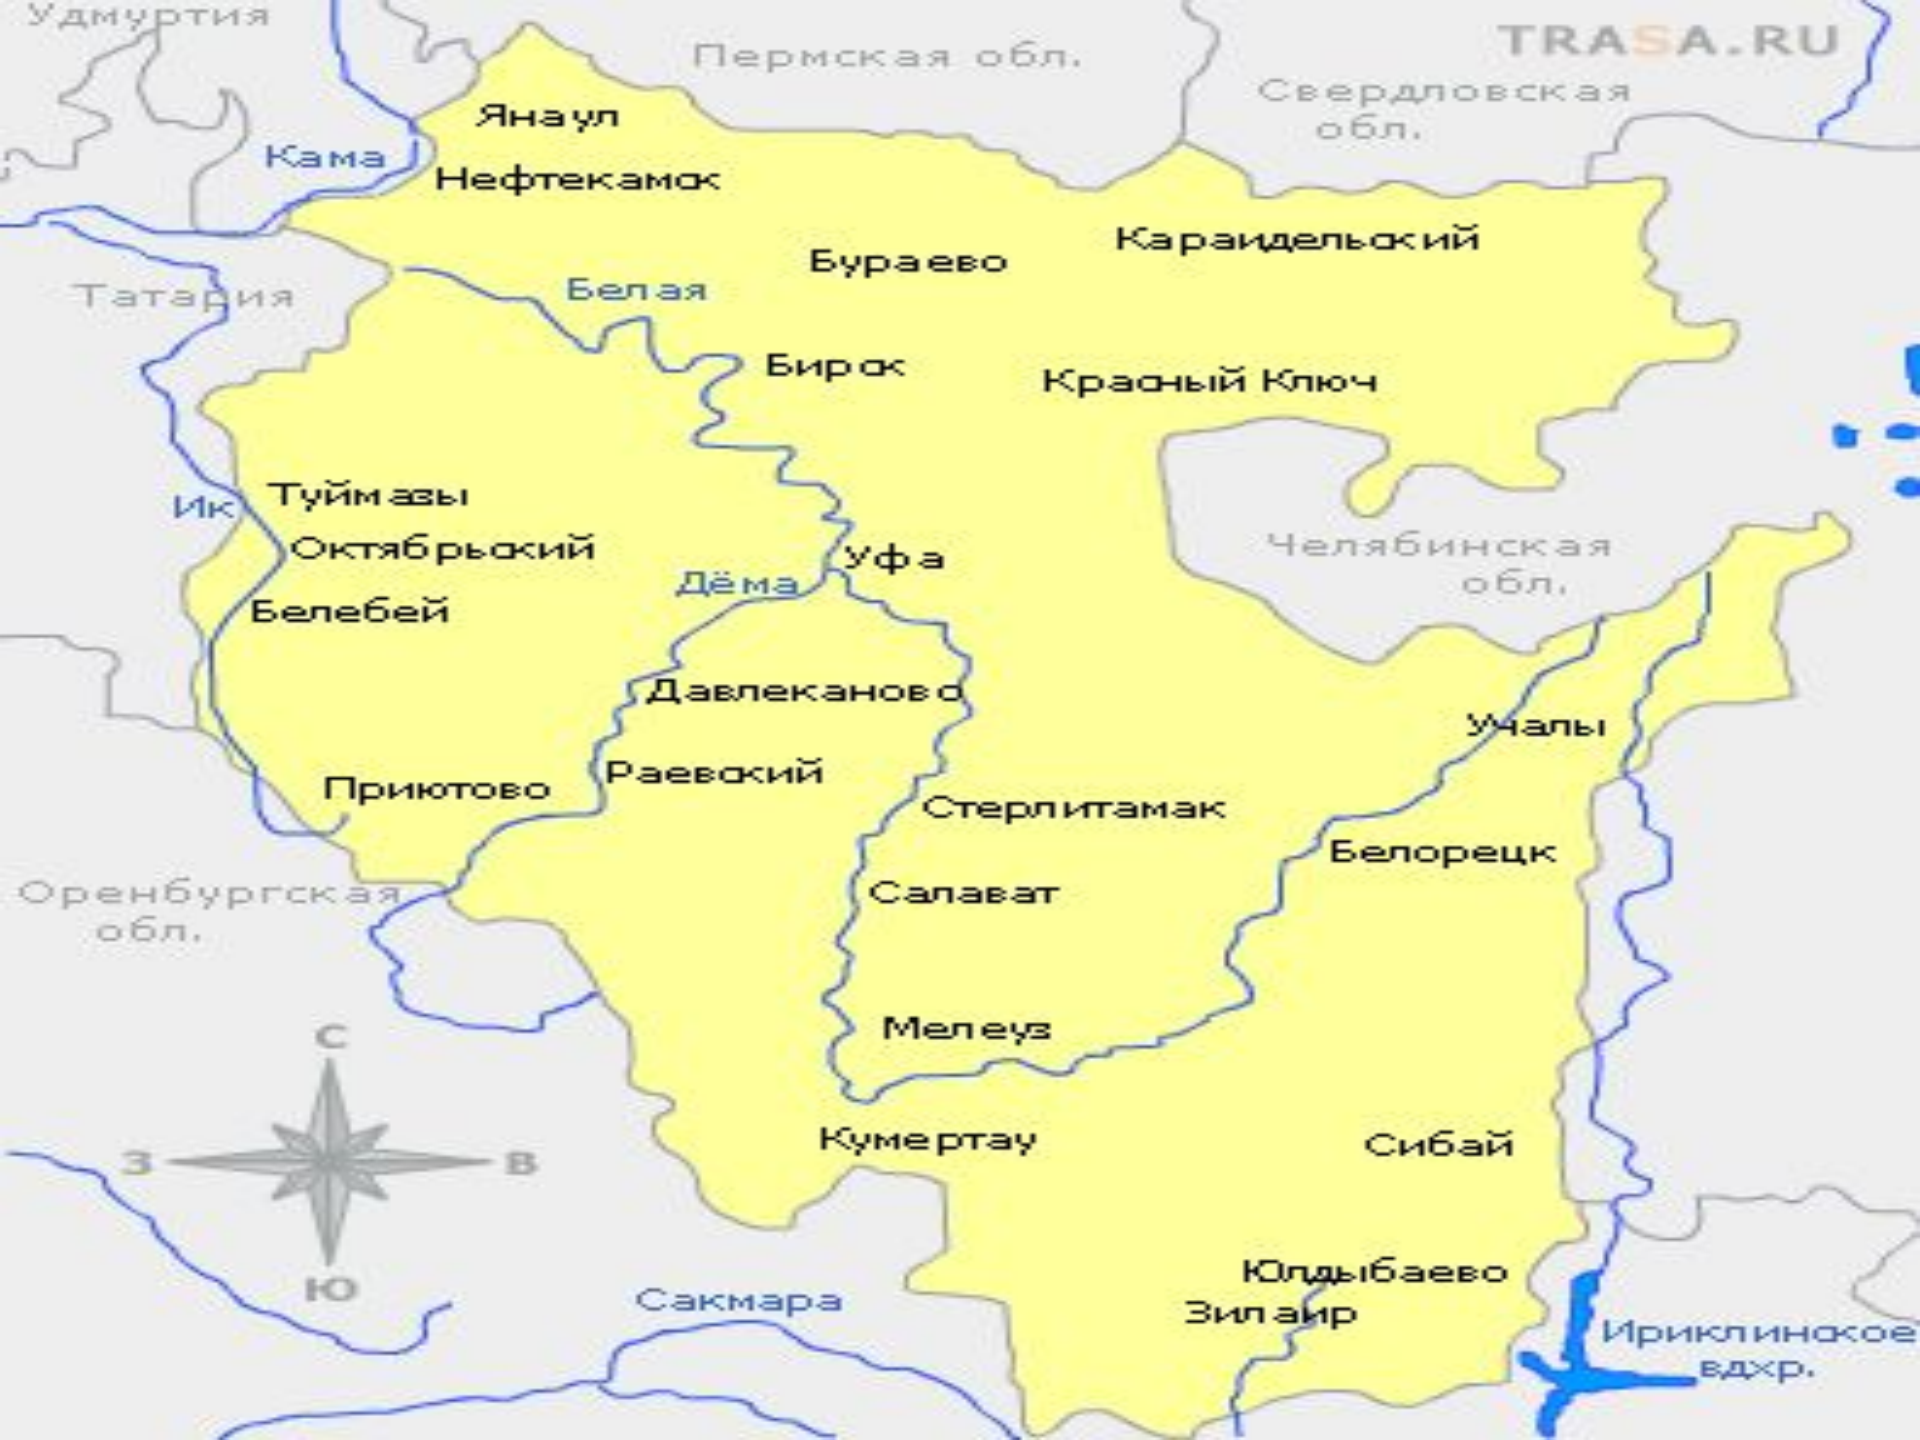 Удмуртия
Пермская обл.
TRASA.RU
Свердловская
обл.
Янаул
Кама
Нефтекамск
Караидельский
Бураево
Белая
Татария
Бирск
Красный Ключ
Туймазы
Ик
Октябрьский
Уфа
Челябинская
обл.
Дёма
Белебей
Давлеканово
Учалы
Раевский
Приютово
Стерлитамак
Белорецк
Оренбургская
обл.
Салават
Мелеуз
С
Кумертау
Сибай
З
В
Юлдыбаево
Ю
Сакмара
Зилаир
Ириклинское
вдхр.